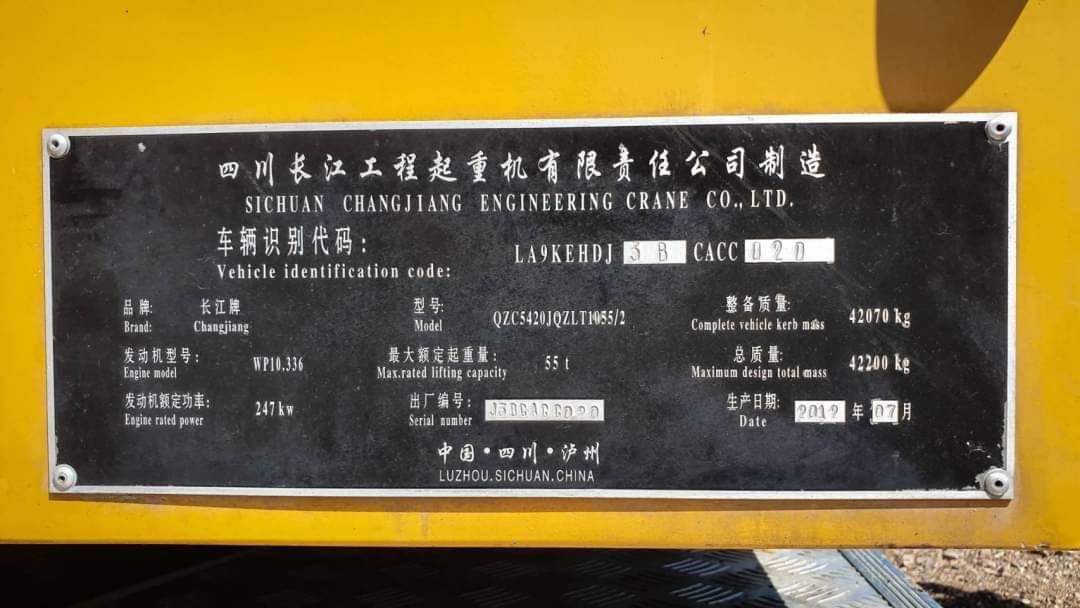 四川长江工程起重机有限责任公司制造
SICHUAN CHANGJIANG ENGINEERING CRANE CO.,LTD.
车辆识别代码:
Vehicle identification code:
LA9KEHDJ 3B CACC 020
品牌: 长江牌
Brand: Changjiang
型号: QZC5420JQZLT1055/2
Model
整备质量: 42070 kg
Complete vehicle kerb mass
发动机型号: WP10.336
Engine model
最大额定起重量: 55 t
Max.rated lifting capacity
总质量: 42200 kg
Maximum design total mass
发动机额定功率: 247kw
Engine rated power
出厂编号: J3BCACC020
Serial number
生产日期: 2012 年 07 月
Date
中国·四川·泸州
LUZHOU.SICHUAN.CHINA